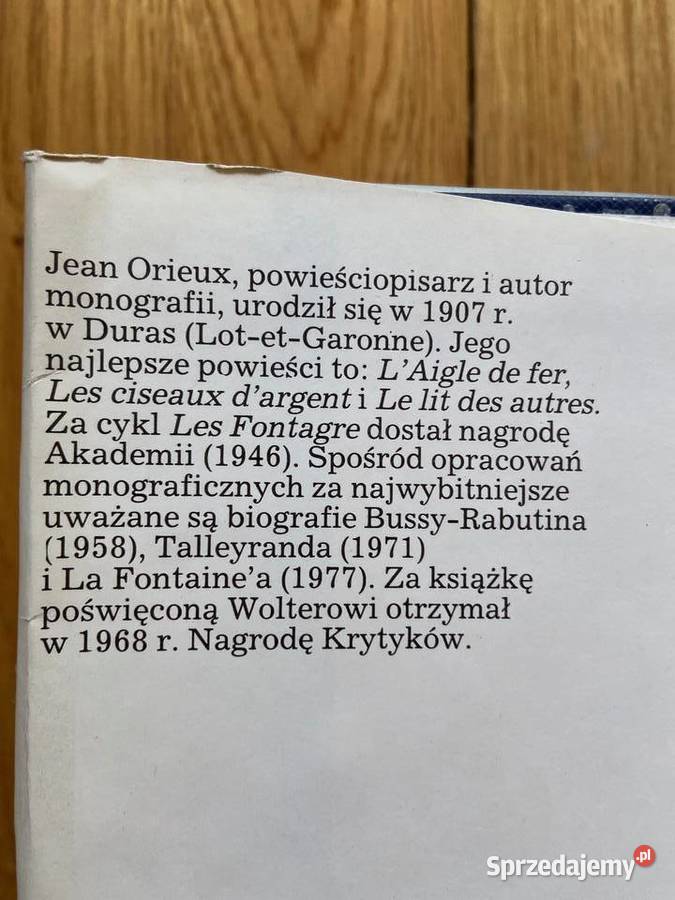 Jean Orieux, powieściopisarz i autor
monografii, urodził się w 1907 r.
w Duras (Lot-et-Garonne). Jego
najlepsze powieści to: L'Aigle de fer,
Les ciseaux d'argent i Le lit des autres.
Za cykl Les Fontagre dostał nagrodę
Akademii (1946). Spośród opracowań
monograficznych za najwybitniejsze
uważane są biografie Bussy-Rabutina
(1958), Talleyranda (1971)
i La Fontaine'a (1977). Za książkę
poświęconą Wolterowi otrzymał
w 1968 r. Nagrodę Krytyków.
Sprzedajemy.pl